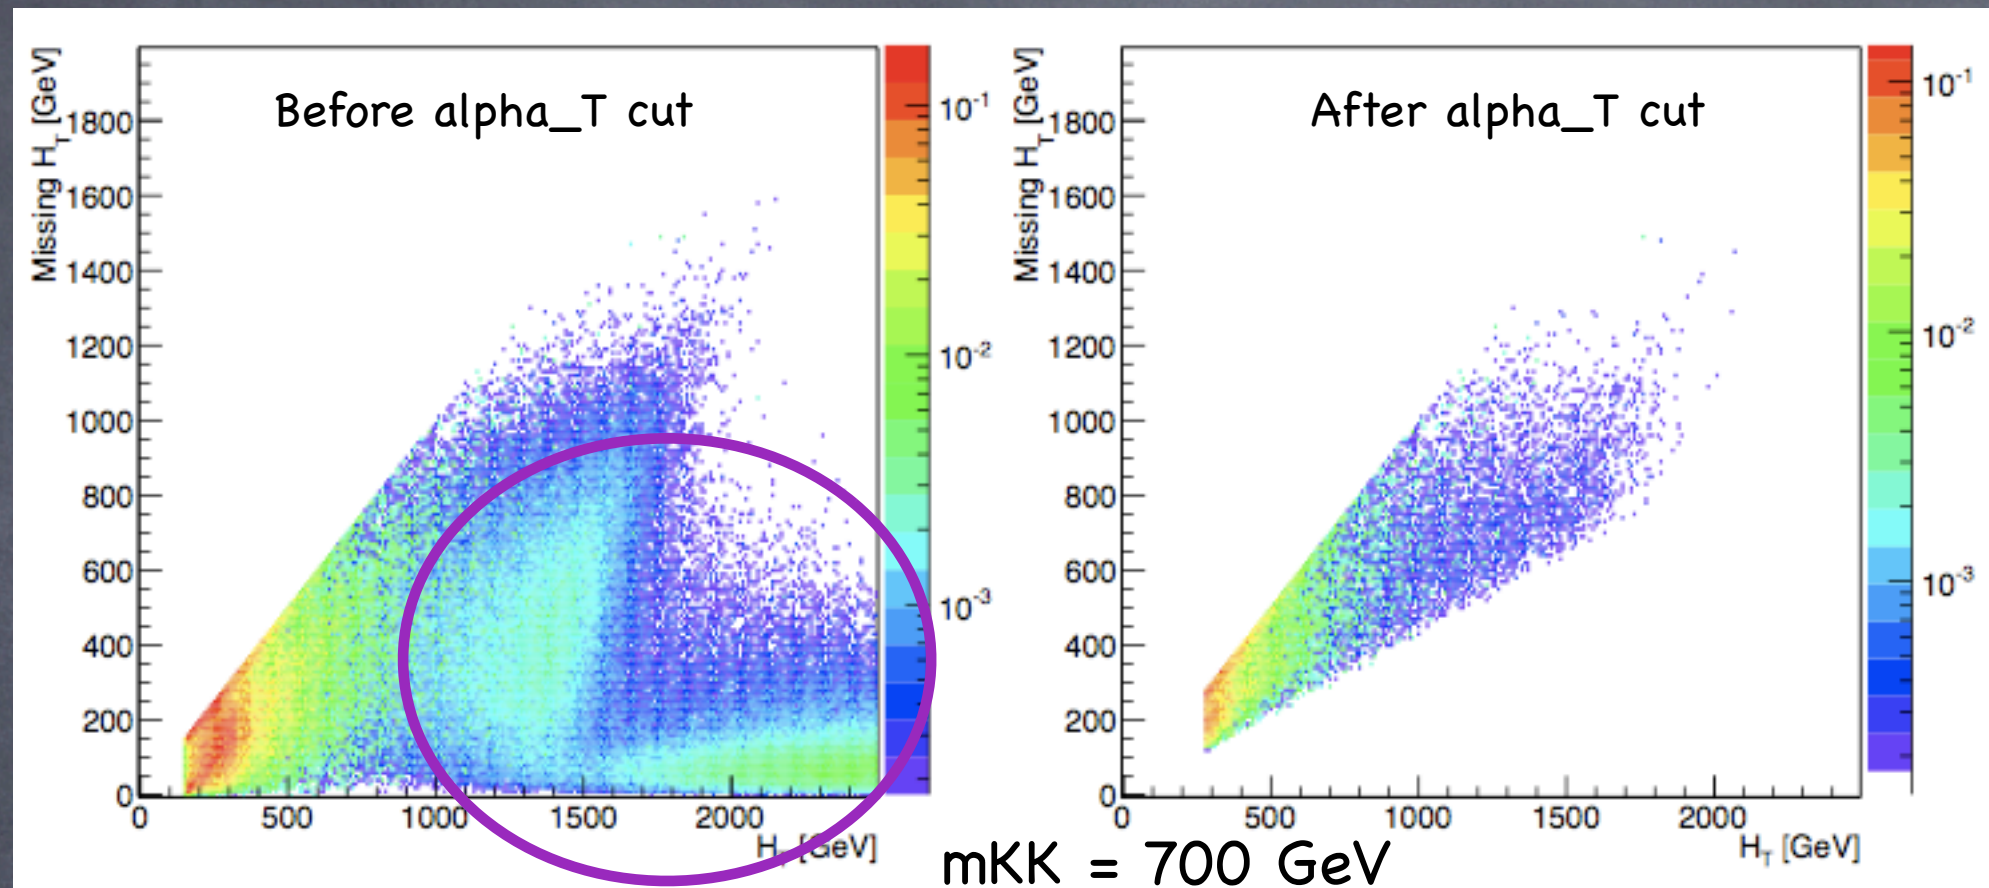 Before alpha_T cut
Missing H_T [GeV]
1800
1600
1400
1200
1000
800
600
400
200
0
0 500 1000 1500 2000
H_T [GeV]
10^-1
10^-2
10^-3
After alpha_T cut
Missing H_T [GeV]
1800
1600
1400
1200
1000
800
600
400
200
0
0 500 1000 1500 2000
H_T [GeV]
10^-1
10^-2
10^-3
mKK = 700 GeV